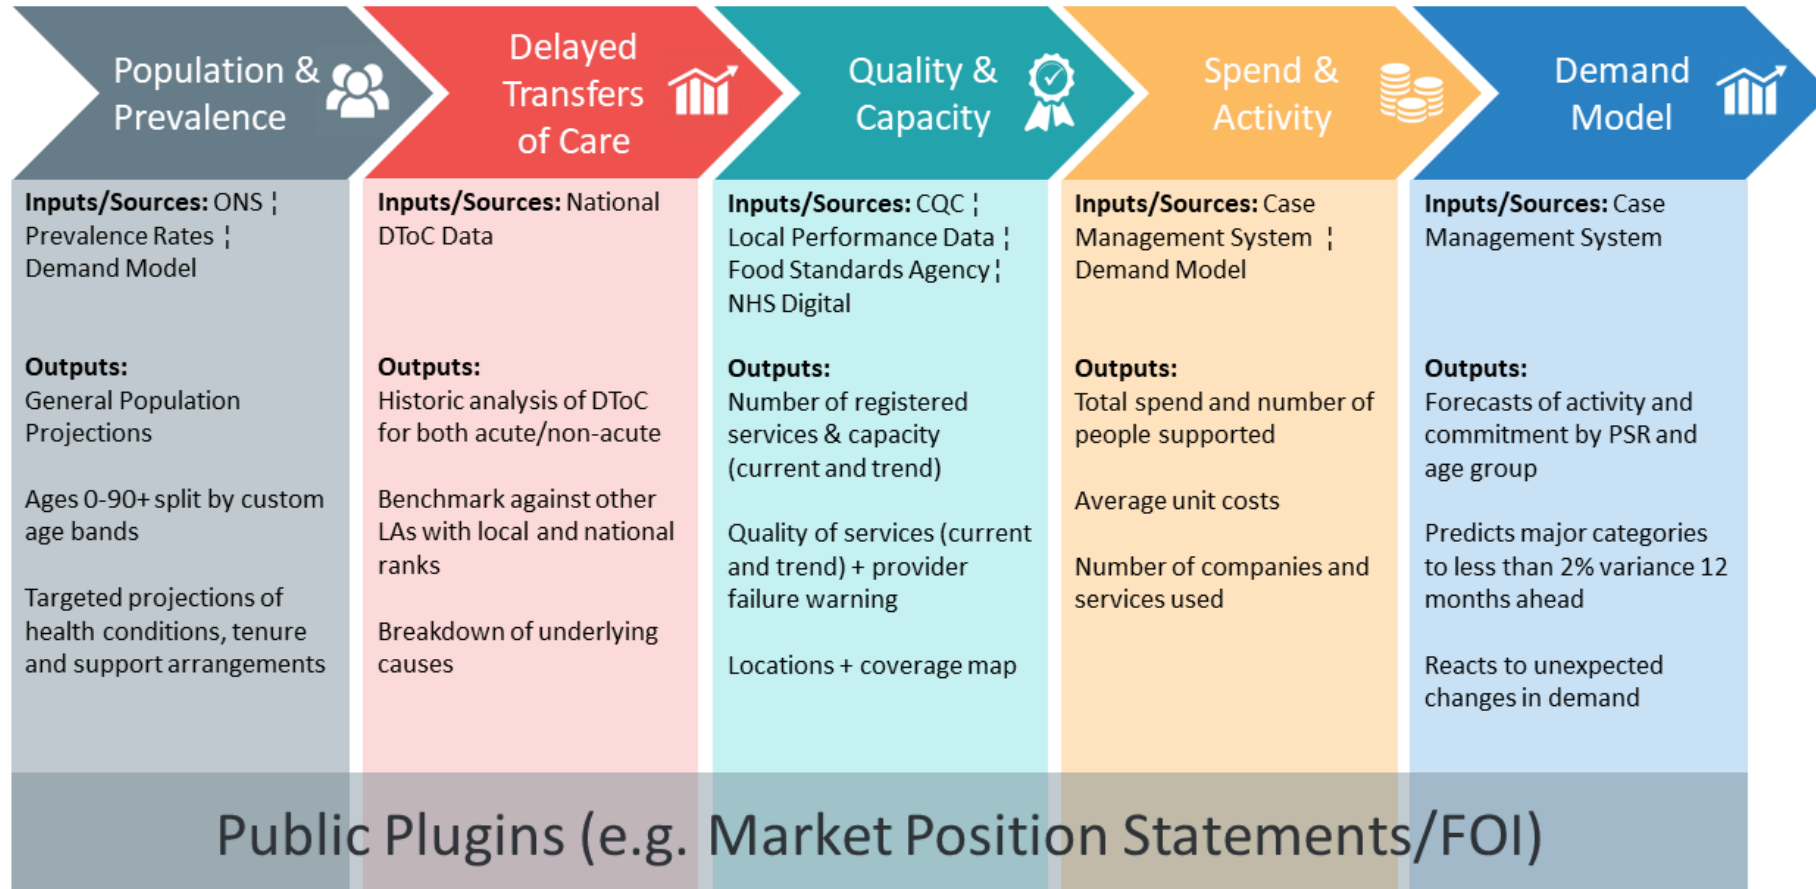 Population &
Prevalence
Delayed
Transfers
of Care
Quality &
Capacity
Spend &
Activity
Demand
Model
Inputs/Sources: ONS ¦
Prevalence Rates ¦
Demand Model
Outputs:
General Population
Projections
Ages 0-90+ split by custom
age bands
Targeted projections of
health conditions, tenure
and support arrangements
Inputs/Sources: National
DToC Data
Outputs:
Historic analysis of DToC
for both acute/non-acute
Benchmark against other
LAs with local and national
ranks
Breakdown of underlying
causes
Inputs/Sources: CQC ¦
Local Performance Data ¦
Food Standards Agency ¦
NHS Digital
Outputs:
Number of registered
services & capacity
(current and trend)
Quality of services (current
and trend) + provider
failure warning
Locations + coverage map
Inputs/Sources: Case
Management System ¦
Demand Model
Outputs:
Total spend and number of
people supported
Average unit costs
Number of companies and
services used
Inputs/Sources: Case
Management System
Outputs:
Forecasts of activity and
commitment by PSR and
age group
Predicts major categories
to less than 2% variance 12
months ahead
Reacts to unexpected
changes in demand
Public Plugins (e.g. Market Position Statements/FOI)